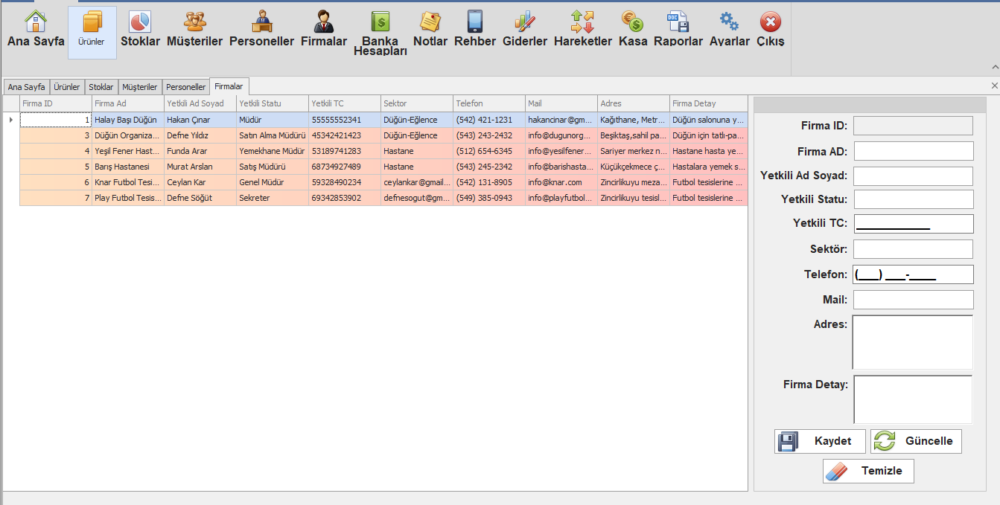 Ana Sayfa Ürünler Stoklar Müşteriler Personeller Firmalar Banka Hesapları Notlar Rehber Giderler Hareketler Kasa Raporlar Ayarlar Çıkış
Ana Sayfa Ürünler Stoklar Müşteriler Personeller Firmalar
Firma ID Firma Ad Yetkili Ad Soyad Yetkili Statu Yetkili TC Sektor Telefon Mail Adres Firma Detay
1 Halay Başı Düğün Hakan Çınar Müdür 55555552341 Düğün-Eğlence (542) 421-1231 hakancinar@gm... Kağıthane, Metr... Düğün salonuna y...
3 Düğün Organiza... Defne Yıldız Satın Alma Müdürü 45342421423 Düğün-Eğlence (543) 243-2432 info@dugunorg... Beşiktaş,sahil pa... Düğün için tatlı-pa...
4 Yeşil Fener Hast... Funda Arar Yemekhane Müdür 53189741283 Hastane (512) 654-6345 info@yesilfener... Sariyer merkez n... Hastane hasta ye...
5 Barış Hastanesi Murat Arslan Satış Müdürü 68734927489 Hastane (543) 245-2342 info@barishasta... Küçükçekmece ç... Hastalara yemek s...
6 Knar Futbol Tesi... Ceylan Kar Genel Müdür 59328490234 ceylankar@gmail... (542) 131-8905 info@knar.com Zincirlikuyu meza... Futbol tesislerine ...
7 Play Futbol Tesis... Defne Söğüt Sekreter 69342853902 defnesogut@gm... (549) 385-0943 info@playfutbol... Zincirlikuyu tesisl... Futbol tesislerine ...
Firma ID:
Firma AD:
Yetkili Ad Soyad:
Yetkili Statu:
Yetkili TC: ___________
Sektör:
Telefon: (___) ___-____
Mail:
Adres:
Firma Detay:
Kaydet Güncelle
Temizle
DOC